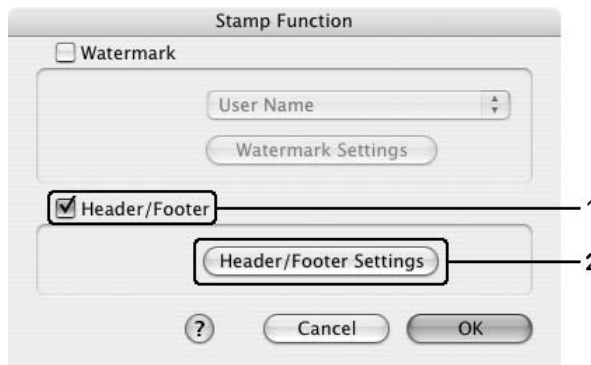 Stamp Function
Watermark
User Name
Watermark Settings
Header/Footer
1
Header/Footer Settings
2
?
Cancel
OK